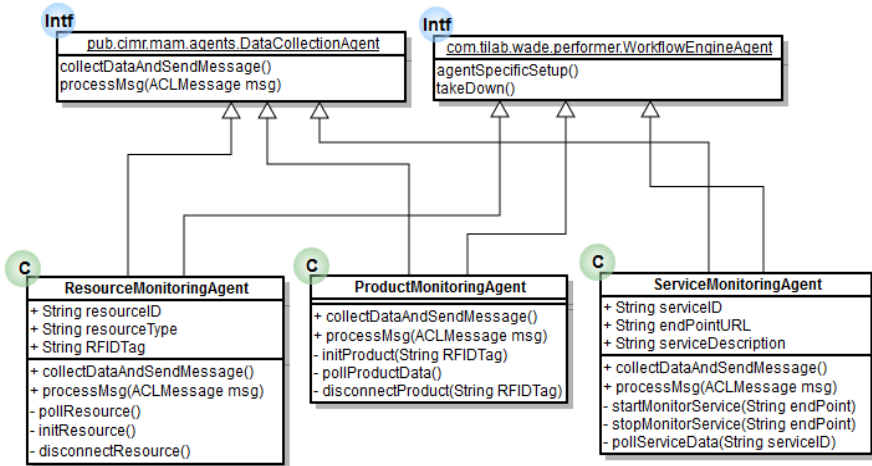 Intf
pub.cimr.mam.agents.DataCollectionAgent
collectDataAndSendMessage()
processMsg(ACLMessage msg)
Intf
com.tilab.wade.performer.WorkflowEngineAgent
agentSpecificSetup()
takeDown()
C
ResourceMonitoringAgent
+ String resourceID
+ String resourceType
+ String RFIDTag
+ collectDataAndSendMessage()
+ processMsg(ACLMessage msg)
- pollResource()
- initResource()
- disconnectResource()
C
ProductMonitoringAgent
+ collectDataAndSendMessage()
+ processMsg(ACLMessage msg)
- initProduct(String RFIDTag)
- pollProductData()
- disconnectProduct(String RFIDTag)
C
ServiceMonitoringAgent
+ String serviceID
+ String endPointURL
+ String serviceDescription
+ collectDataAndSendMessage()
+ processMsg(ACLMessage msg)
- startMonitorService(String endPoint)
- stopMonitorService(String endPoint)
- pollServiceData(String serviceID)